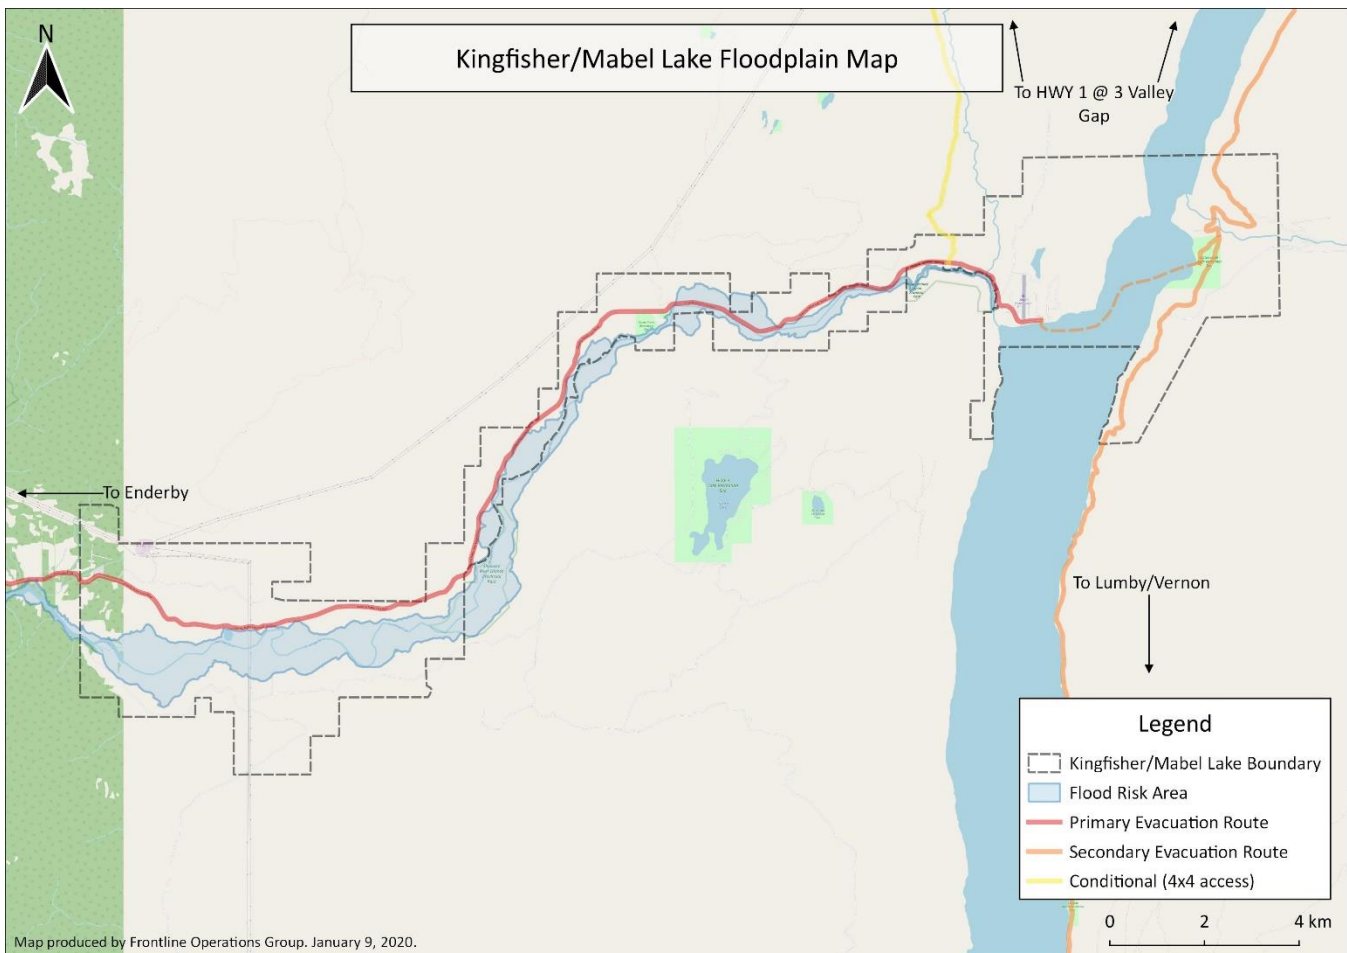 N
Kingfisher/Mabel Lake Floodplain Map
To HWY 1 @ 3 Valley
Gap
To Enderby
To Lumby/Vernon
Legend
Kingfisher/Mabel Lake Boundary
Flood Risk Area
Primary Evacuation Route
Secondary Evacuation Route
Conditional (4x4 access)
0 2 4 km
Map produced by Frontline Operations Group. January 9, 2020.